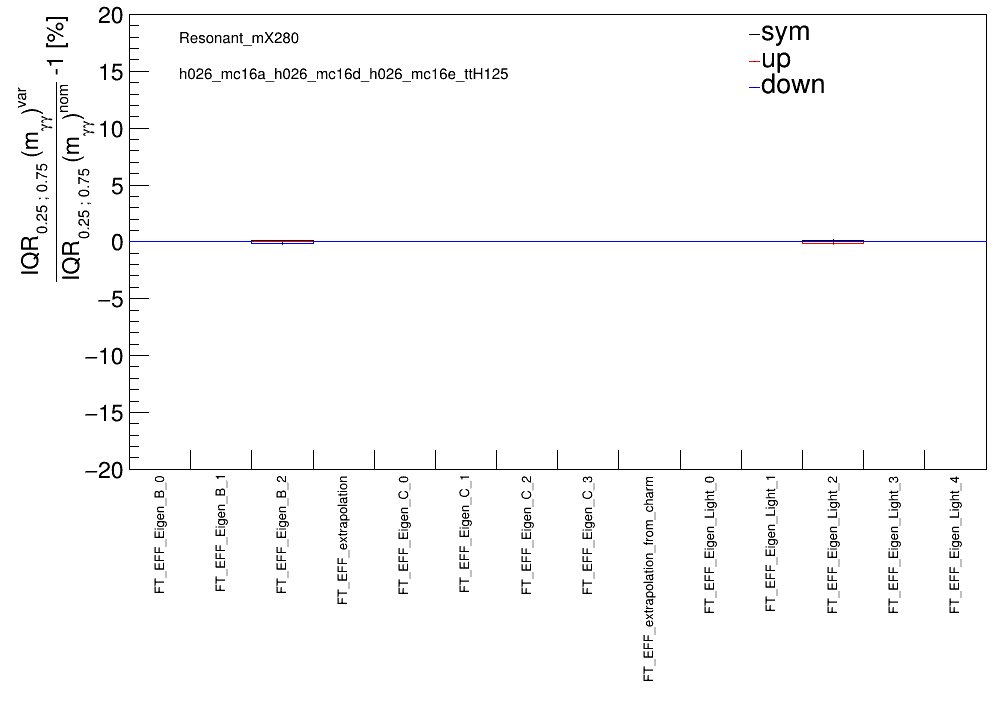 IQR0.25 ; 0.75 (mγγ)var
IQR0.25 ; 0.75 (mγγ)nom -1 [%]
20
15
10
5
0
−5
−10
−15
−20
Resonant_mX280
h026_mc16a_h026_mc16d_h026_mc16e_ttH125
sym
up
down
FT_EFF_Eigen_B_0
FT_EFF_Eigen_B_1
FT_EFF_Eigen_B_2
FT_EFF_extrapolation
FT_EFF_Eigen_C_0
FT_EFF_Eigen_C_1
FT_EFF_Eigen_C_2
FT_EFF_Eigen_C_3
FT_EFF_extrapolation_from_charm
FT_EFF_Eigen_Light_0
FT_EFF_Eigen_Light_1
FT_EFF_Eigen_Light_2
FT_EFF_Eigen_Light_3
FT_EFF_Eigen_Light_4